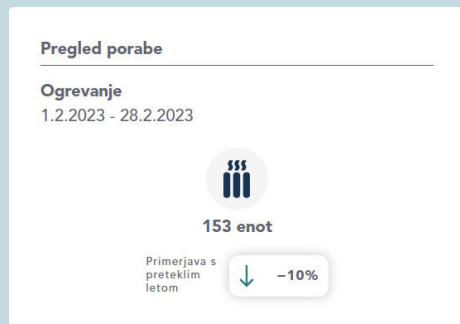 Pregled porabe
Ogrevanje
1.2.2023 - 28.2.2023
153 enot
Primerjava s
preteklim
letom
−10%